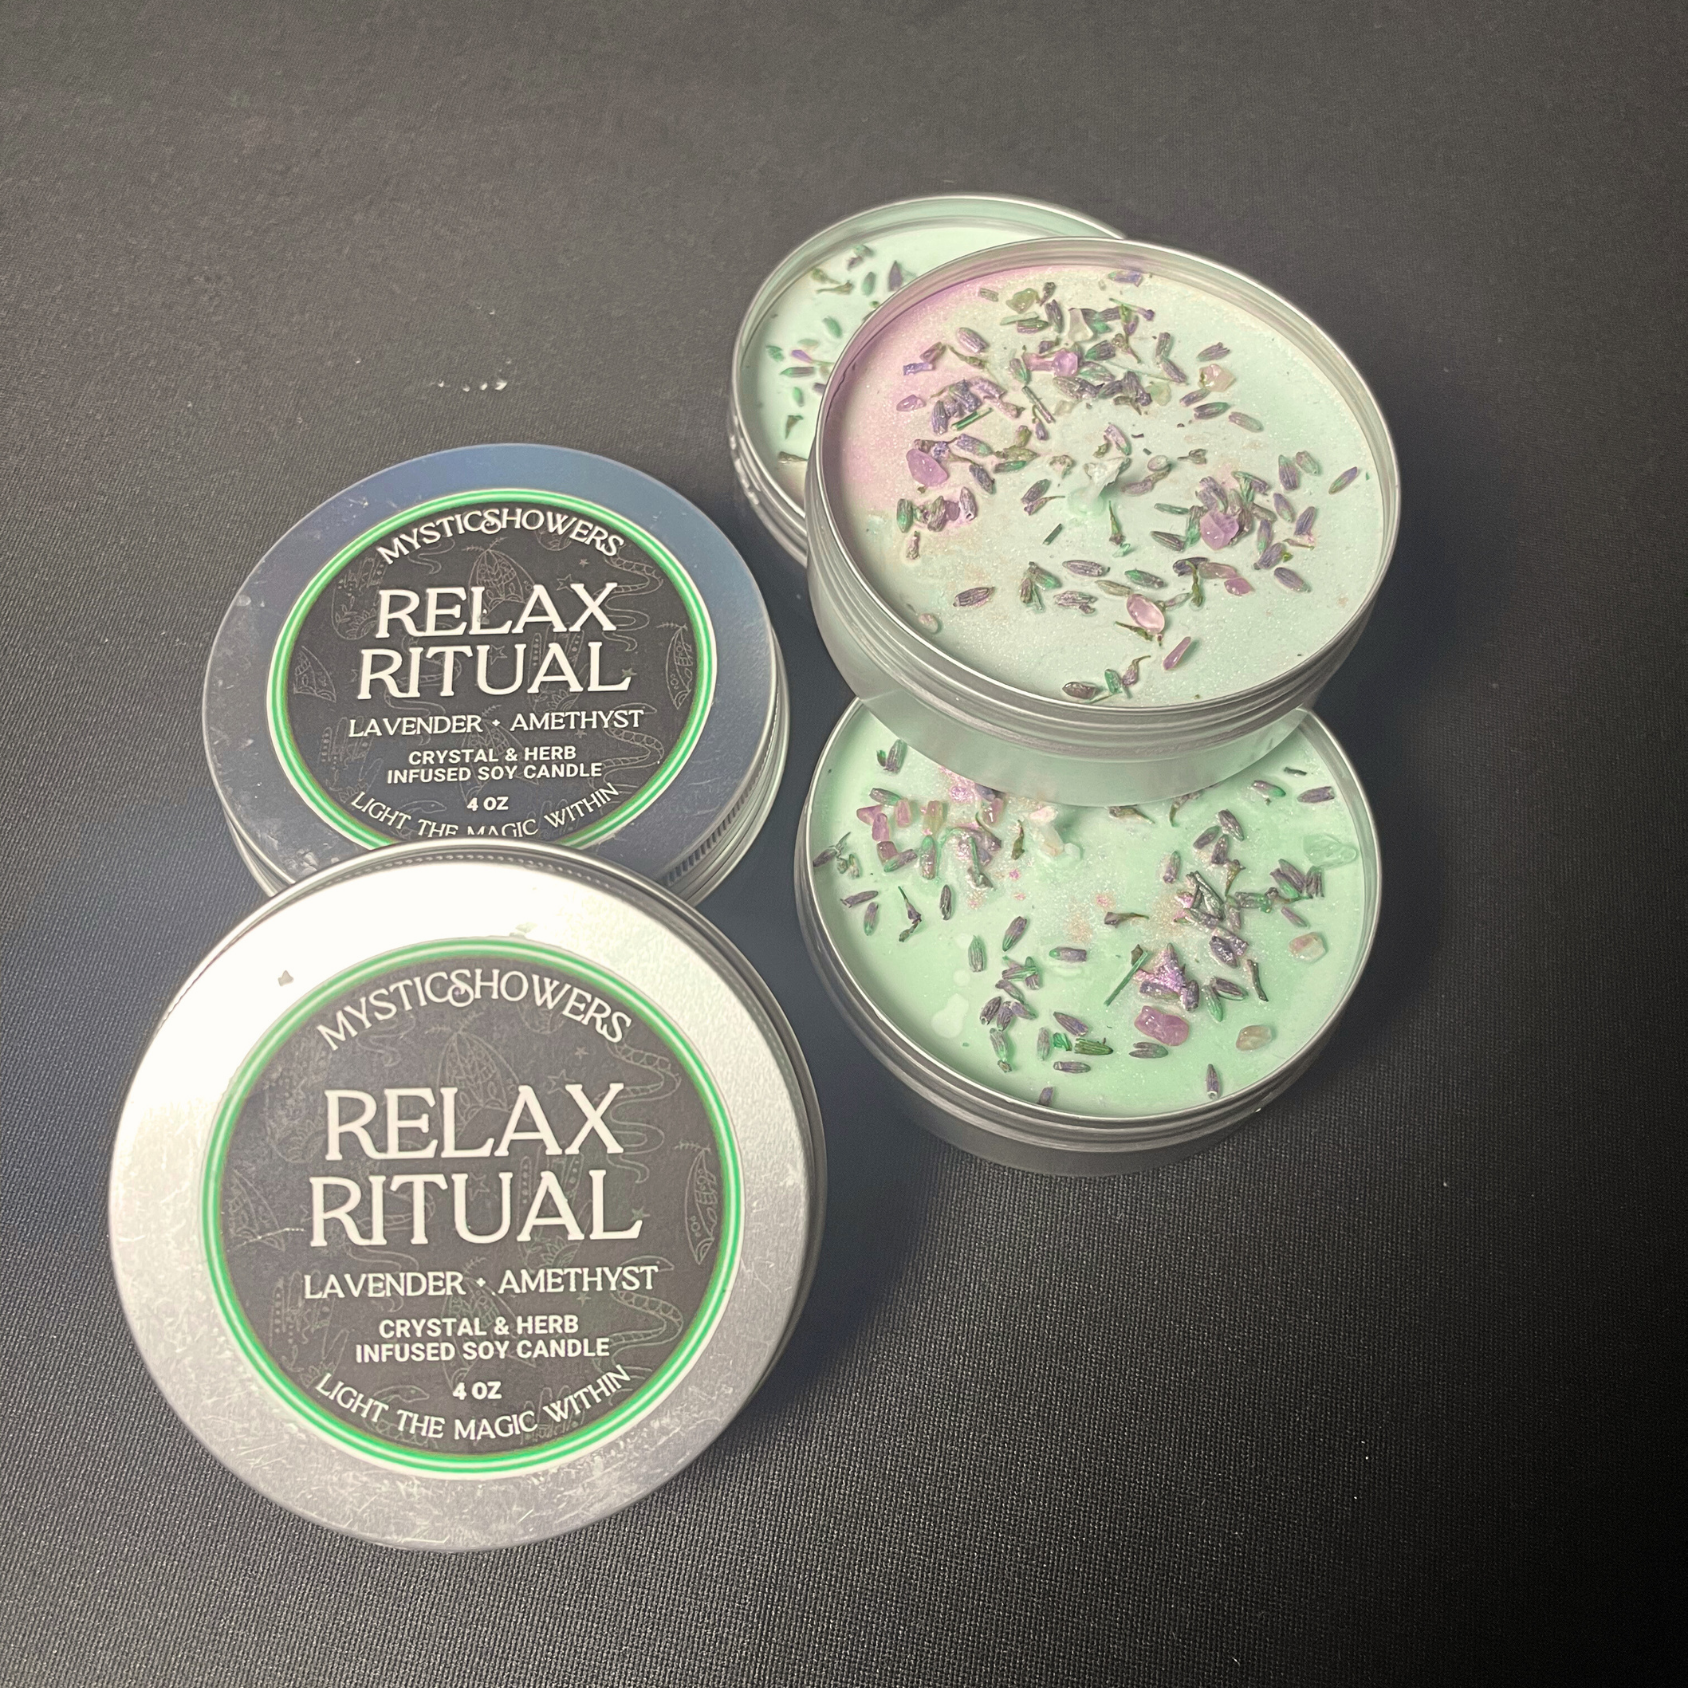 MYSTICSHOWERS
RELAX
RITUAL
LAVENDER • AMETHYST
CRYSTAL & HERB
INFUSED SOY CANDLE
4 OZ
LIGHT THE MAGIC WITHIN
MYSTICSHOWERS
RELAX
RITUAL
LAVENDER • AMETHYST
CRYSTAL & HERB
INFUSED SOY CANDLE
4 OZ
LIGHT THE MAGIC WITHIN